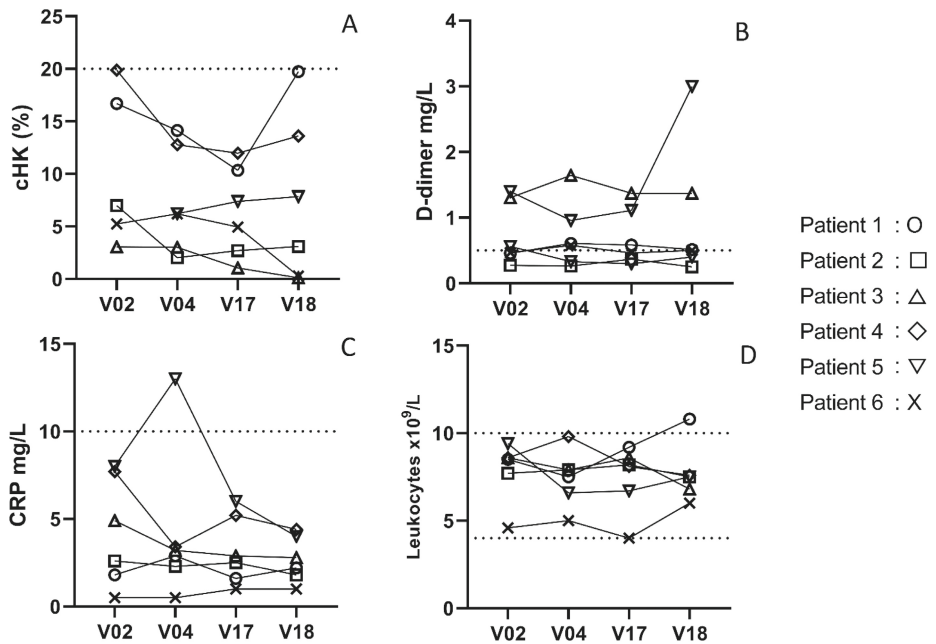 A
25
20
15
10
5
0
cHK (%)
V02 V04 V17 V18
B
4
3
2
1
0
D-dimer mg/L
V02 V04 V17 V18
Patient 1 :
Patient 2 :
Patient 3 :
Patient 4 :
Patient 5 :
Patient 6 :
C
15
10
5
0
CRP mg/L
V02 V04 V17 V18
D
15
10
5
0
Leukocytes x10⁹/L
V02 V04 V17 V18